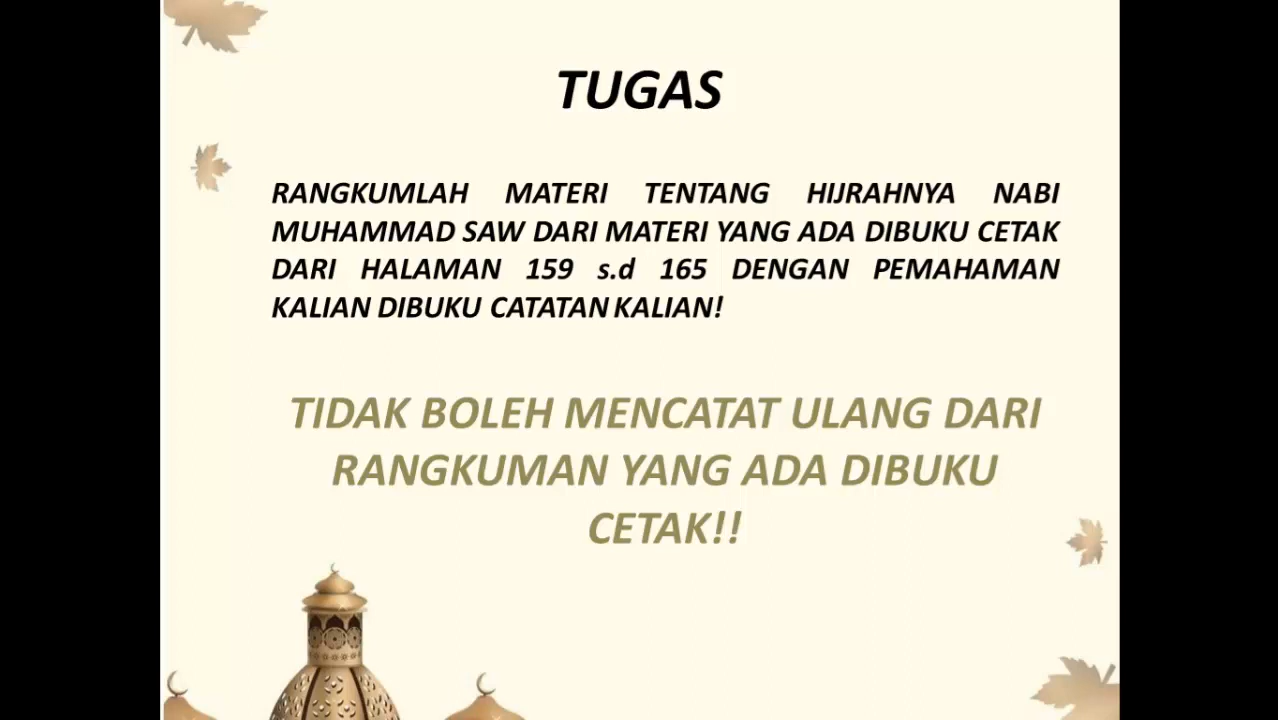 TUGAS
RANGKUMLAH MATERI TENTANG HIJRAHNYA NABI
MUHAMMAD SAW DARI MATERI YANG ADA DIBUKU CETAK
DARI HALAMAN 159 s.d 165 DENGAN PEMAHAMAN
KALIAN DIBUKU CATATAN KALIAN!
TIDAK BOLEH MENCATAT ULANG DARI
RANGKUMAN YANG ADA DIBUKU
CETAK!!